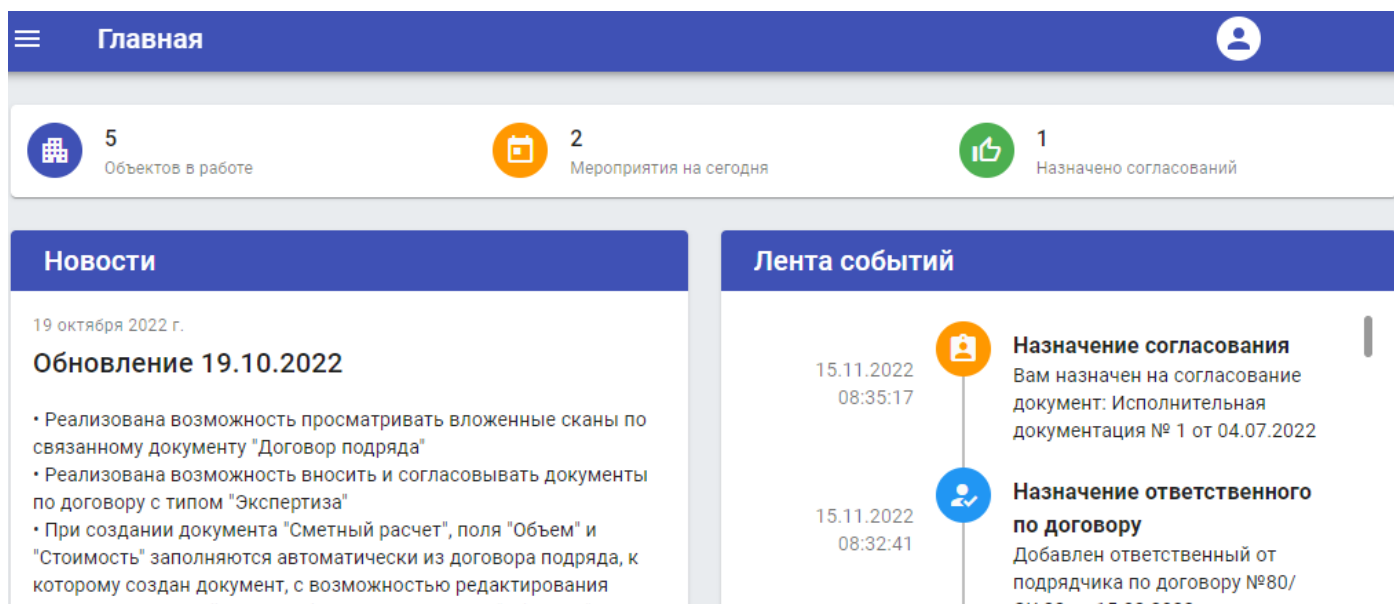 Главная
5
Объектов в работе
2
Мероприятия на сегодня
1
Назначено согласований
Новости
19 октября 2022 г.
Обновление 19.10.2022
• Реализована возможность просматривать вложенные сканы по
связанному документу "Договор подряда"
• Реализована возможность вносить и согласовывать документы
по договору с типом "Экспертиза"
• При создании документа "Сметный расчет", поля "Объем" и
"Стоимость" заполняются автоматически из договора подряда, к
которому создан документ, с возможностью редактирования
Лента событий
15.11.2022
08:35:17
Назначение согласования
Вам назначен на согласование
документ: Исполнительная
документация № 1 от 04.07.2022
15.11.2022
08:32:41
Назначение ответственного
по договору
Добавлен ответственный от
подрядчика по договору №80/